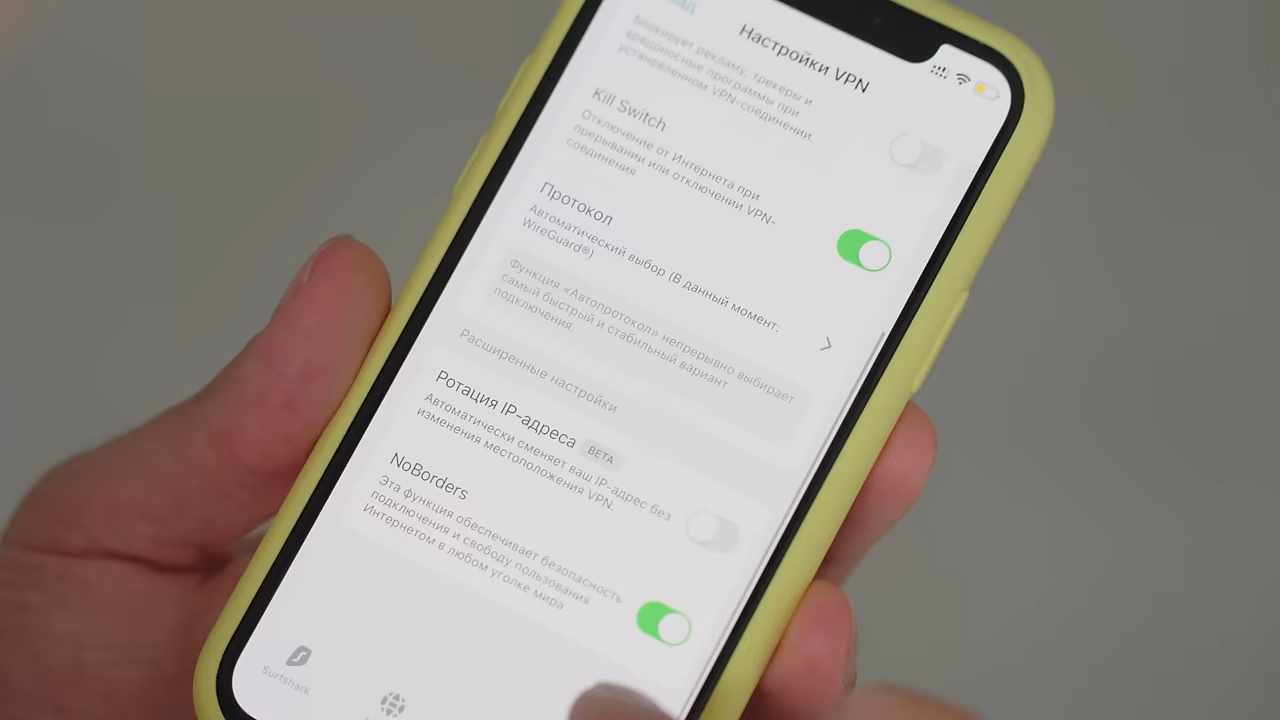 Настройки VPN
Блокирует рекламу, трекеры и
вредоносные программы при
установленном VPN-соединении.
Kill Switch
Отключение от Интернета при
прерывании или отключении VPN-
соединения
Протокол
Автоматический выбор (В данный момент:
WireGuard®)
Функция «Автопротокол» непрерывно выбирает
самый быстрый и стабильный вариант
подключения.
Расширенные настройки
Ротация IP-адреса BETA
Автоматически сменяет ваш IP-адрес без
изменения местоположения VPN.
NoBorders
Эта функция обеспечивает безопасность
подключения и свободу пользования
Интернетом в любом уголке мира
Surfshark